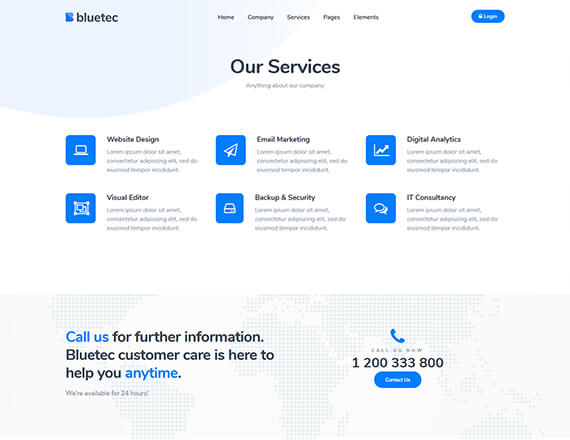 bluetec
Home Company Services Pages Elements
Login
Our Services
Anything about our company
Website Design
Lorem ipsum dolor sit amet,
consectetur adipiscing elit, sed do
eiusmod tempor incididunt.
Email Marketing
Lorem ipsum dolor sit amet,
consectetur adipiscing elit, sed do
eiusmod tempor incididunt.
Digital Analytics
Lorem ipsum dolor sit amet,
consectetur adipiscing elit, sed do
eiusmod tempor incididunt.
Visual Editor
Lorem ipsum dolor sit amet,
consectetur adipiscing elit, sed do
eiusmod tempor incididunt.
Backup & Security
Lorem ipsum dolor sit amet,
consectetur adipiscing elit, sed do
eiusmod tempor incididunt.
IT Consultancy
Lorem ipsum dolor sit amet,
consectetur adipiscing elit, sed do
eiusmod tempor incididunt.
Call us for further information.
Bluetec customer care is here to
help you anytime.
We're available for 24 hours!
CALL US NOW
1 200 333 800
Contact Us